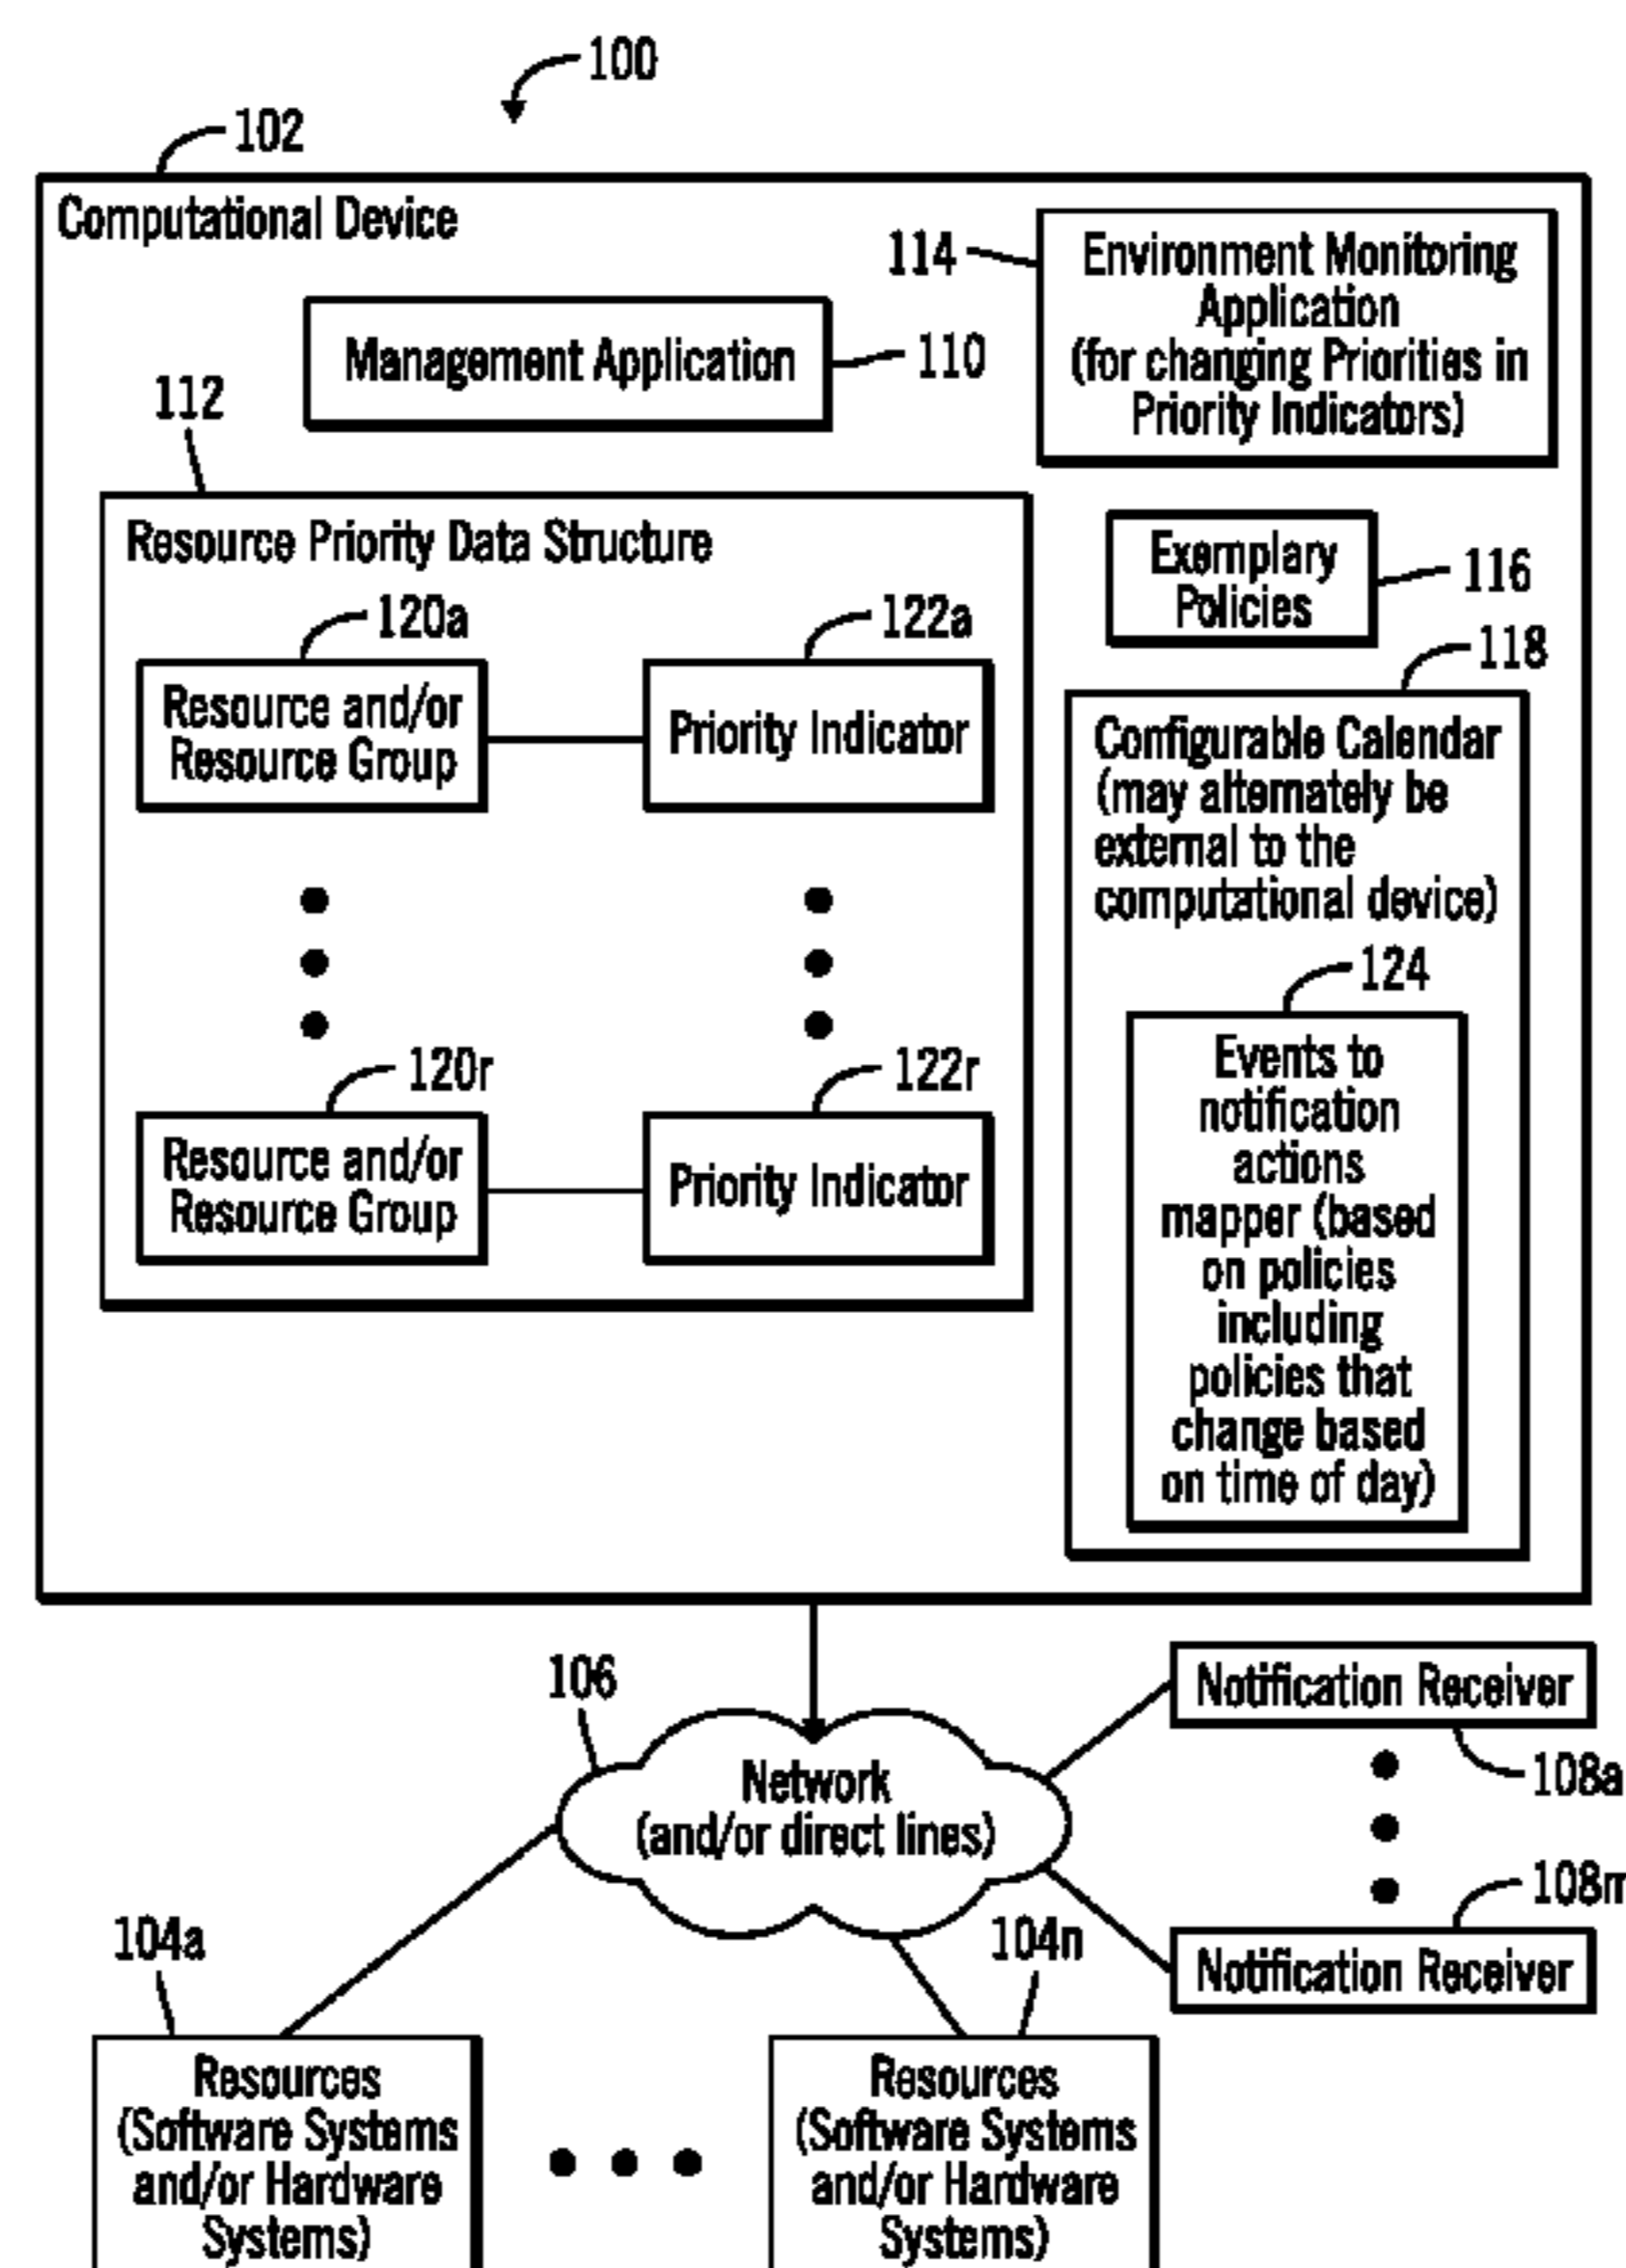 100
102
Computational Device
114
Environment Monitoring
Application
(for changing Priorities in
Priority Indicators)
Management Application
110
112
Resource Priority Data Structure
Exemplary
Policies
116
120a
122a
118
Resource and/or
Resource Group
Priority Indicator
Configurable Calendar
(may alternately be
external to the
computational device)
124
Events to
notification
actions
mapper (based
on policies
including
policies that
change based
on time of day)
120r
122r
Resource and/or
Resource Group
Priority Indicator
106
Notification Receiver
108a
Network
(and/or direct lines)
108m
Notification Receiver
104a
104n
Resources
(Software Systems
and/or Hardware
Systems)
Resources
(Software Systems
and/or Hardware
Systems)